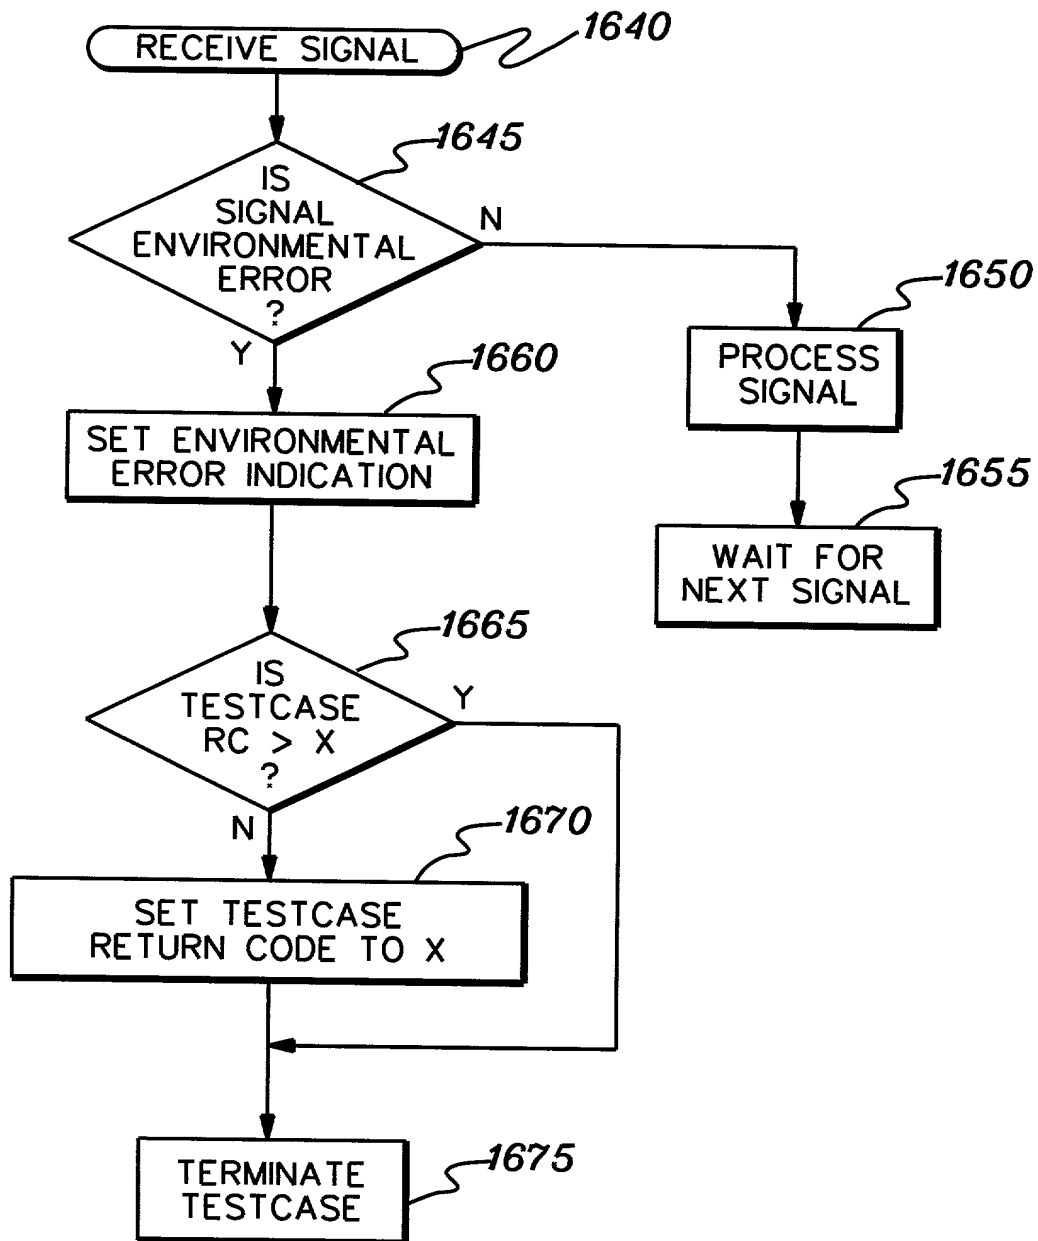 RECEIVE SIGNAL
1640
1645
IS
SIGNAL
ENVIRONMENTAL
ERROR
?
N
Y
1650
PROCESS
SIGNAL
1660
SET ENVIRONMENTAL
ERROR INDICATION
1655
WAIT FOR
NEXT SIGNAL
1665
IS
TESTCASE
RC > X
?
Y
N
1670
SET TESTCASE
RETURN CODE TO X
1675
TERMINATE
TESTCASE